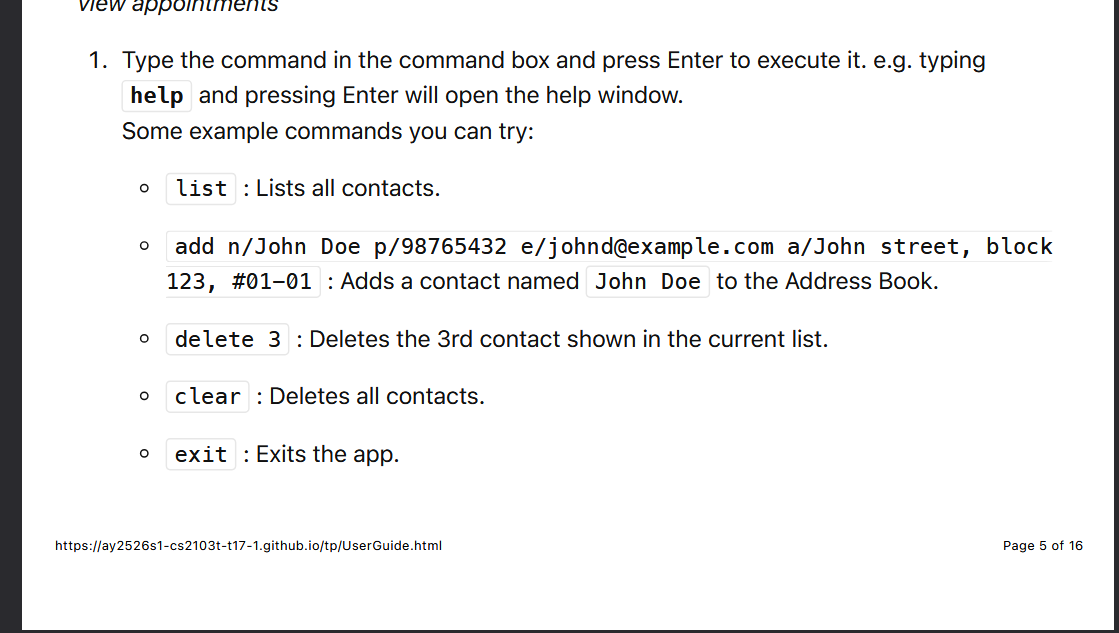 view appointments
1. Type the command in the command box and press Enter to execute it. e.g. typing
help and pressing Enter will open the help window.
Some example commands you can try:
list : Lists all contacts.
add n/John Doe p/98765432 e/johnd@example.com a/John street, block
123, #01-01 : Adds a contact named John Doe to the Address Book.
delete 3 : Deletes the 3rd contact shown in the current list.
clear : Deletes all contacts.
exit : Exits the app.
https://ay2526s1-cs2103t-t17-1.github.io/tp/UserGuide.html
Page 5 of 16